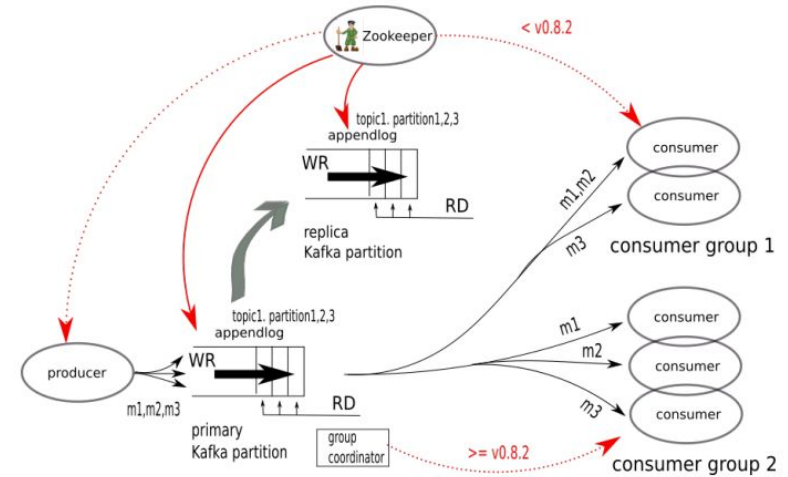 Zookeeper
< v0.8.2
topic1. partition1,2,3
appendlog
WR
RD
replica
Kafka partition
m1,m2
m3
consumer
consumer
consumer group 1
topic1. partition1,2,3
appendlog
producer
WR
m1,m2,m3
RD
primary
Kafka partition
group
coordinator
>= v0.8.2
m1
m2
m3
consumer
consumer
consumer
consumer group 2